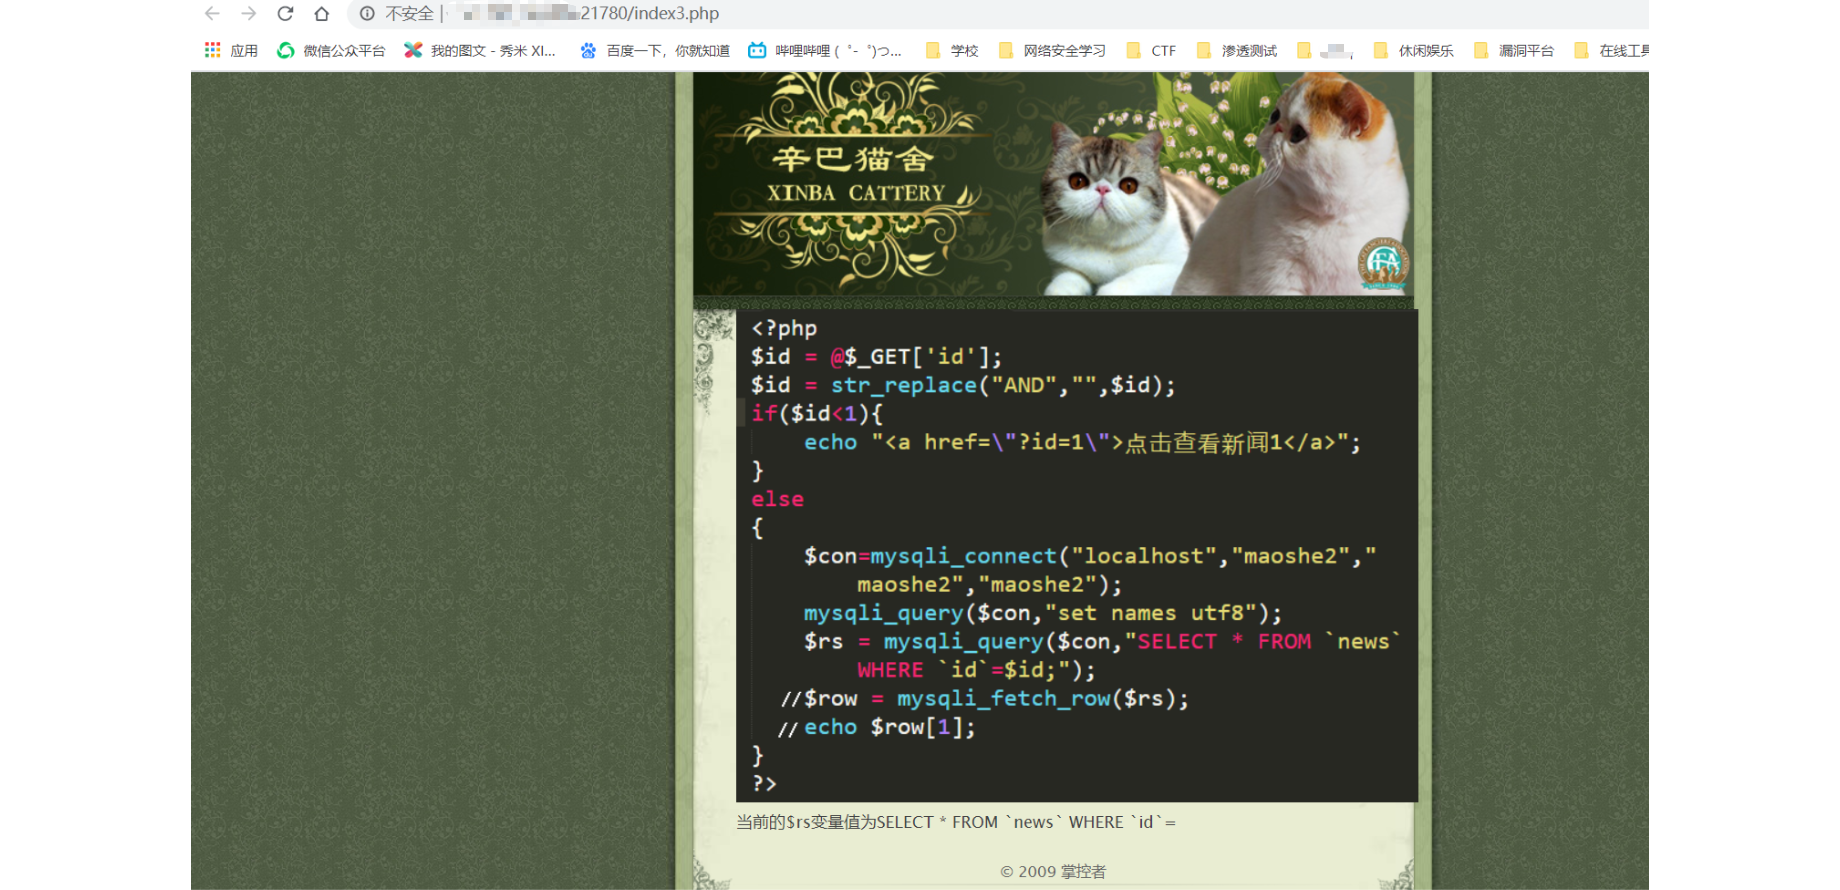 不安全 | 21780/index3.php
应用 微信公众平台 我的图文 - 秀米 XI... 百度一下，你就知道 哔哩哔哩 ( ゜- ゜)つ... 学校 网络安全学习 CTF 渗透测试 休闲娱乐 漏洞平台 在线工具
辛巴猫舍
XINBA CATTERY
<?php
$id = @$_GET['id'];
$id = str_replace("AND","",$id);
if($id<1){
echo "<a href=\"?id=1\">点击查看新闻1</a>";
}
else
{
$con=mysqli_connect("localhost","maoshe2","
maoshe2","maoshe2");
mysqli_query($con,"set names utf8");
$rs = mysqli_query($con,"SELECT * FROM `news`
WHERE `id`=$id;");
//$row = mysqli_fetch_row($rs);
//echo $row[1];
}
?>
当前的$rs变量值为SELECT * FROM `news` WHERE `id`=
© 2009 掌控者